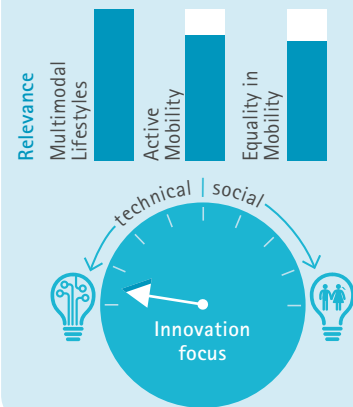 Relevance
Multimodal
Lifestyles
Active
Mobility
Equality in
Mobility
technical | social
Innovation
focus